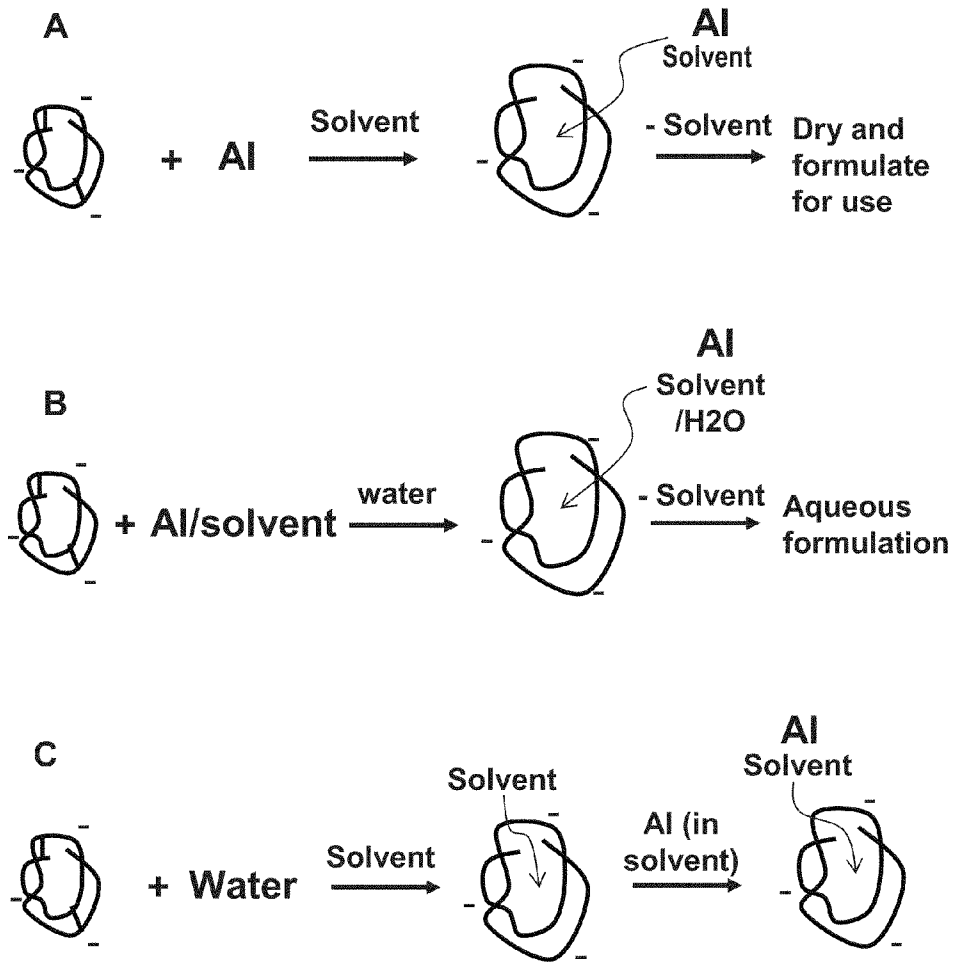 A
AI
Solvent
+ AI
Solvent
- Solvent
Dry and
formulate
for use
B
AI
Solvent
/H2O
+ AI/solvent
water
- Solvent
Aqueous
formulation
C
AI
Solvent
Solvent
+ Water
Solvent
AI (in
solvent)